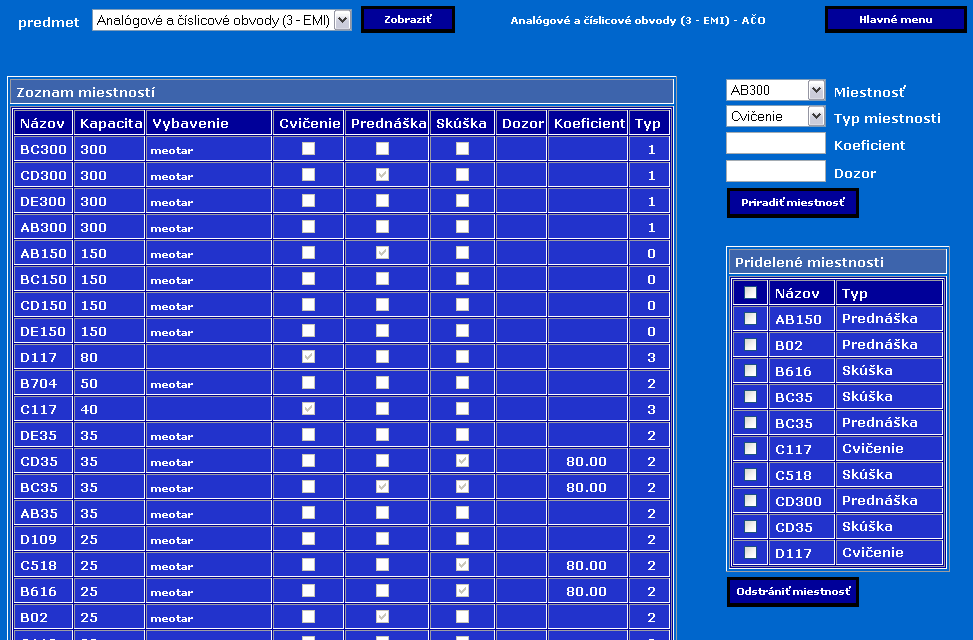 predmet Analógové a číslicové obvody (3 - EMI) Zobraziť Analógové a číslicové obvody (3 - EMI) - AČO Hlavné menu
Zoznam miestností
Názov Kapacita Vybavenie Cvičenie Prednáška Skúška Dozor Koeficient Typ
BC300 300 meotar 1
CD300 300 meotar 1
DE300 300 meotar 1
AB300 300 meotar 1
AB150 150 meotar 0
BC150 150 meotar 0
CD150 150 meotar 0
DE150 150 meotar 0
D117 80 3
B704 50 meotar 2
C117 40 3
DE35 35 meotar 2
CD35 35 meotar 80.00 2
BC35 35 meotar 80.00 2
AB35 35 meotar 2
D109 25 meotar 2
C518 25 meotar 80.00 2
B616 25 meotar 80.00 2
B02 25 meotar 2
AB300 Miestnosť
Cvičenie Typ miestnosti
Koeficient
Dozor
Priradiť miestnosť
Pridelené miestnosti
Názov Typ
AB150 Prednáška
B02 Prednáška
B616 Skúška
BC35 Skúška
BC35 Prednáška
C117 Cvičenie
C518 Skúška
CD300 Prednáška
CD35 Skúška
D117 Cvičenie
Odstrániť miestnosť